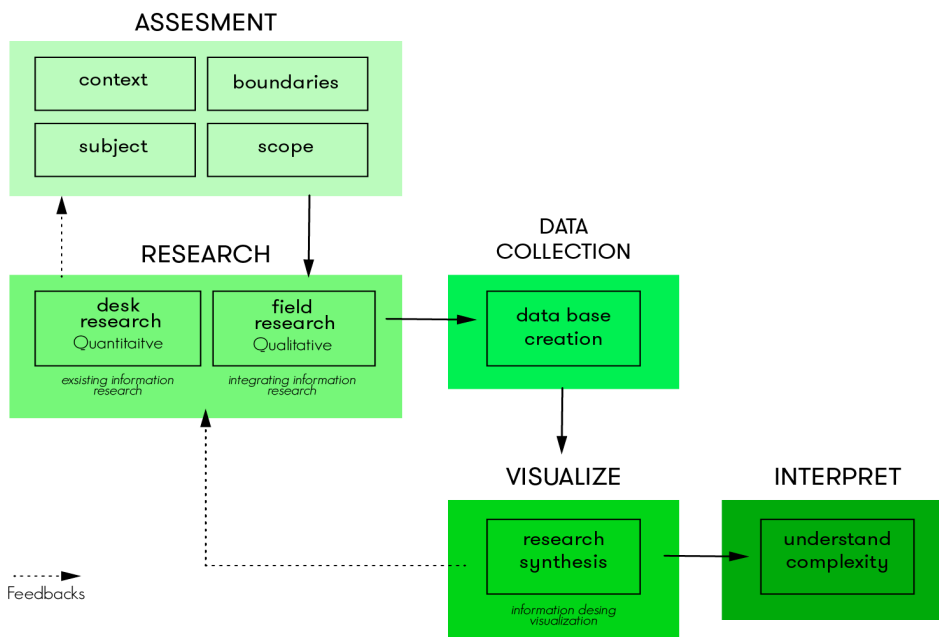 ASSESMENT
context
boundaries
subject
scope
RESEARCH
desk
research
Quantitaitve
exsisting information
research
field
research
Qualitative
integrating information
research
DATA
COLLECTION
data base
creation
VISUALIZE
research
synthesis
information desing
visualization
INTERPRET
understand
complexity
Feedbacks